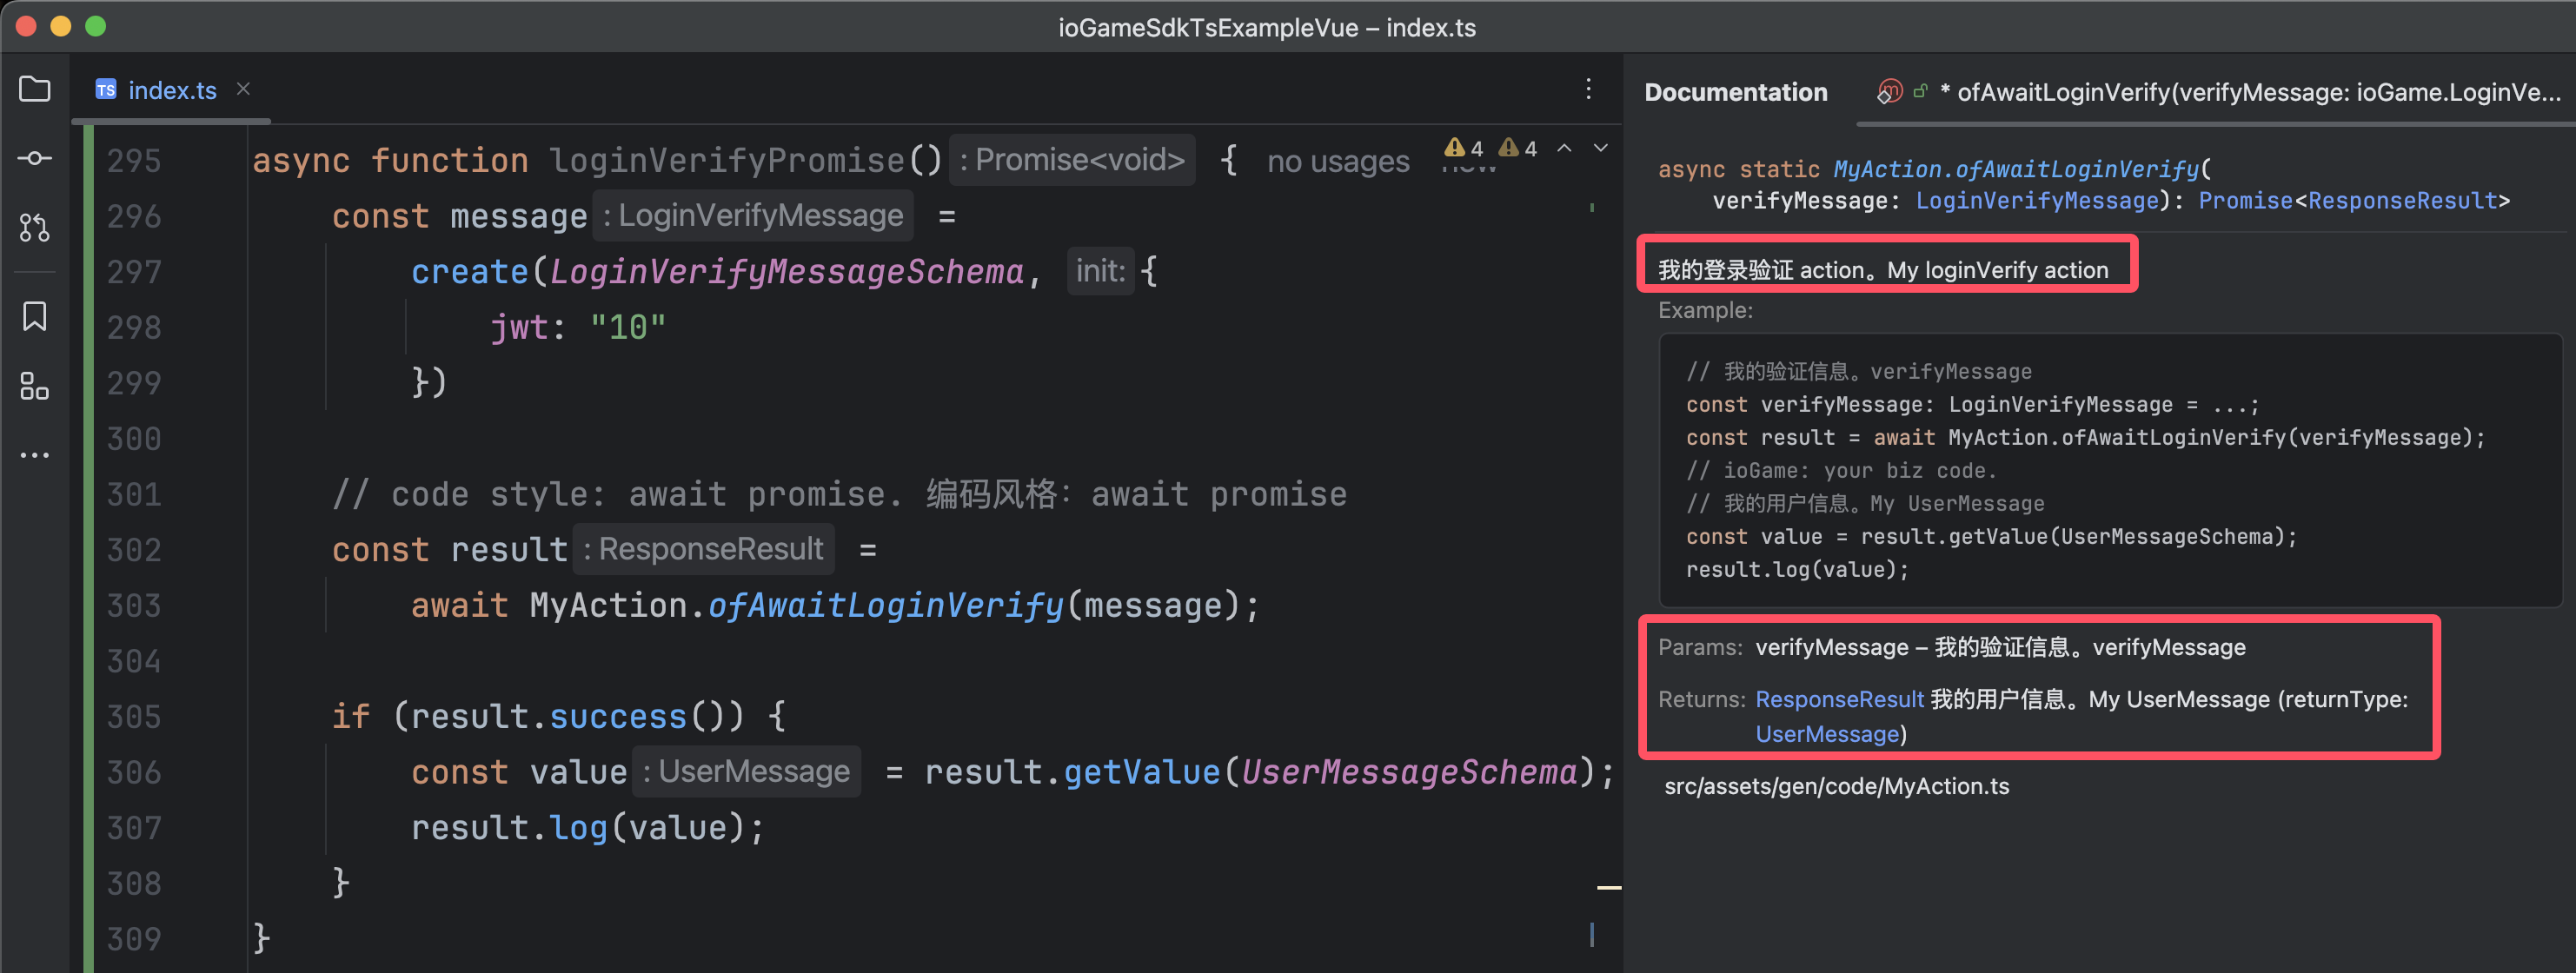 ioGameSdkTsExampleVue – index.ts
TS index.ts ×
295 async function loginVerifyPromise() : Promise<void> { no usages 4 4
296 const message : LoginVerifyMessage =
297 create(LoginVerifyMessageSchema, init: {
298 jwt: "10"
299 })
300
301 // code style: await promise. 编码风格：await promise
302 const result : ResponseResult =
303 await MyAction.ofAwaitLoginVerify(message);
304
305 if (result.success()) {
306 const value : UserMessage = result.getValue(UserMessageSchema);
307 result.log(value);
308 }
309 }
Documentation m * ofAwaitLoginVerify(verifyMessage: ioGame.LoginVe...
async static MyAction.ofAwaitLoginVerify(
verifyMessage: LoginVerifyMessage): Promise<ResponseResult>
我的登录验证 action。My loginVerify action
Example:
// 我的验证信息。verifyMessage
const verifyMessage: LoginVerifyMessage = ...;
const result = await MyAction.ofAwaitLoginVerify(verifyMessage);
// ioGame: your biz code.
// 我的用户信息。My UserMessage
const value = result.getValue(UserMessageSchema);
result.log(value);
Params: verifyMessage – 我的验证信息。verifyMessage
Returns: ResponseResult 我的用户信息。My UserMessage (returnType:
UserMessage)
src/assets/gen/code/MyAction.ts